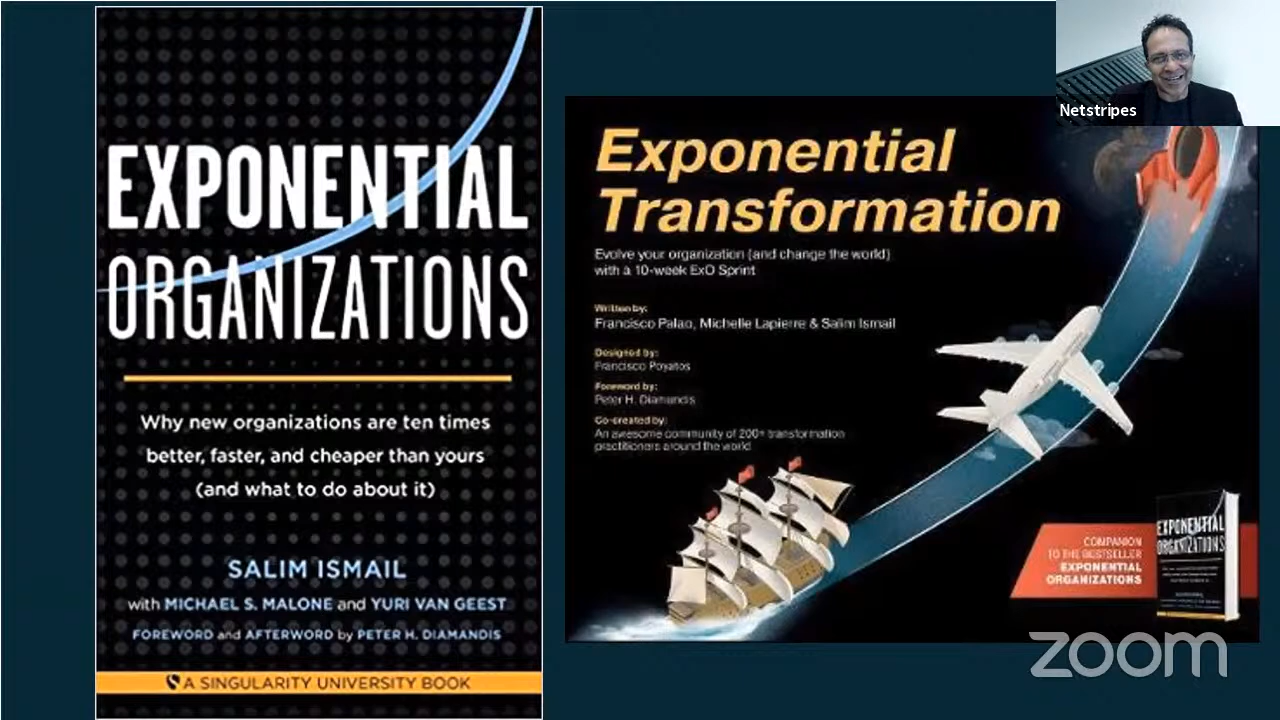 EXPONENTIAL
ORGANIZATIONS
Why new organizations are ten times
better, faster, and cheaper than yours
(and what to do about it)
SALIM ISMAIL
with MICHAEL S. MALONE and YURI VAN GEEST
FOREWORD and AFTERWORD by PETER H. DIAMANDIS
A SINGULARITY UNIVERSITY BOOK
Exponential
Transformation
Evolve your organization (and change the world)
with a 10-week ExO Sprint
Written by:
Francisco Palao, Michelle Lapierre & Salim Ismail
Designed by:
Francisco Poyatos
Foreword by:
Peter H. Diamandis
Co-created by:
An awesome community of 200+ transformation
practitioners around the world
COMPANION
TO THE BESTSELLER
EXPONENTIAL
ORGANIZATIONS
EXPONENTIAL
ORGANIZATIONS
Netstripes
zoom